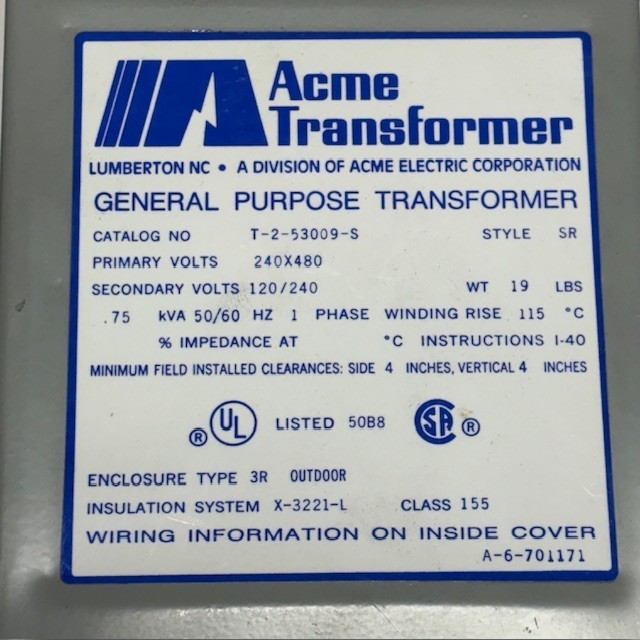 Acme
Transformer
LUMBERTON NC • A DIVISION OF ACME ELECTRIC CORPORATION
GENERAL PURPOSE TRANSFORMER
CATALOG NO T-2-53009-S STYLE SR
PRIMARY VOLTS 240X480
SECONDARY VOLTS 120/240 WT 19 LBS
.75 kVA 50/60 HZ 1 PHASE WINDING RISE 115 °C
% IMPEDANCE AT °C INSTRUCTIONS I-40
MINIMUM FIELD INSTALLED CLEARANCES: SIDE 4 INCHES, VERTICAL 4 INCHES
® UL LISTED 50B8 SA ®
ENCLOSURE TYPE 3R OUTDOOR
INSULATION SYSTEM X-3221-L CLASS 155
WIRING INFORMATION ON INSIDE COVER
A-6-701171